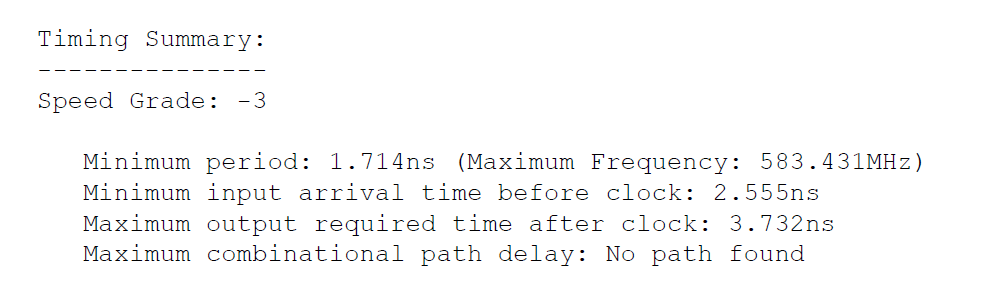 Timing Summary:
---------------
Speed Grade: -3
Minimum period: 1.714ns (Maximum Frequency: 583.431MHz)
Minimum input arrival time before clock: 2.555ns
Maximum output required time after clock: 3.732ns
Maximum combinational path delay: No path found